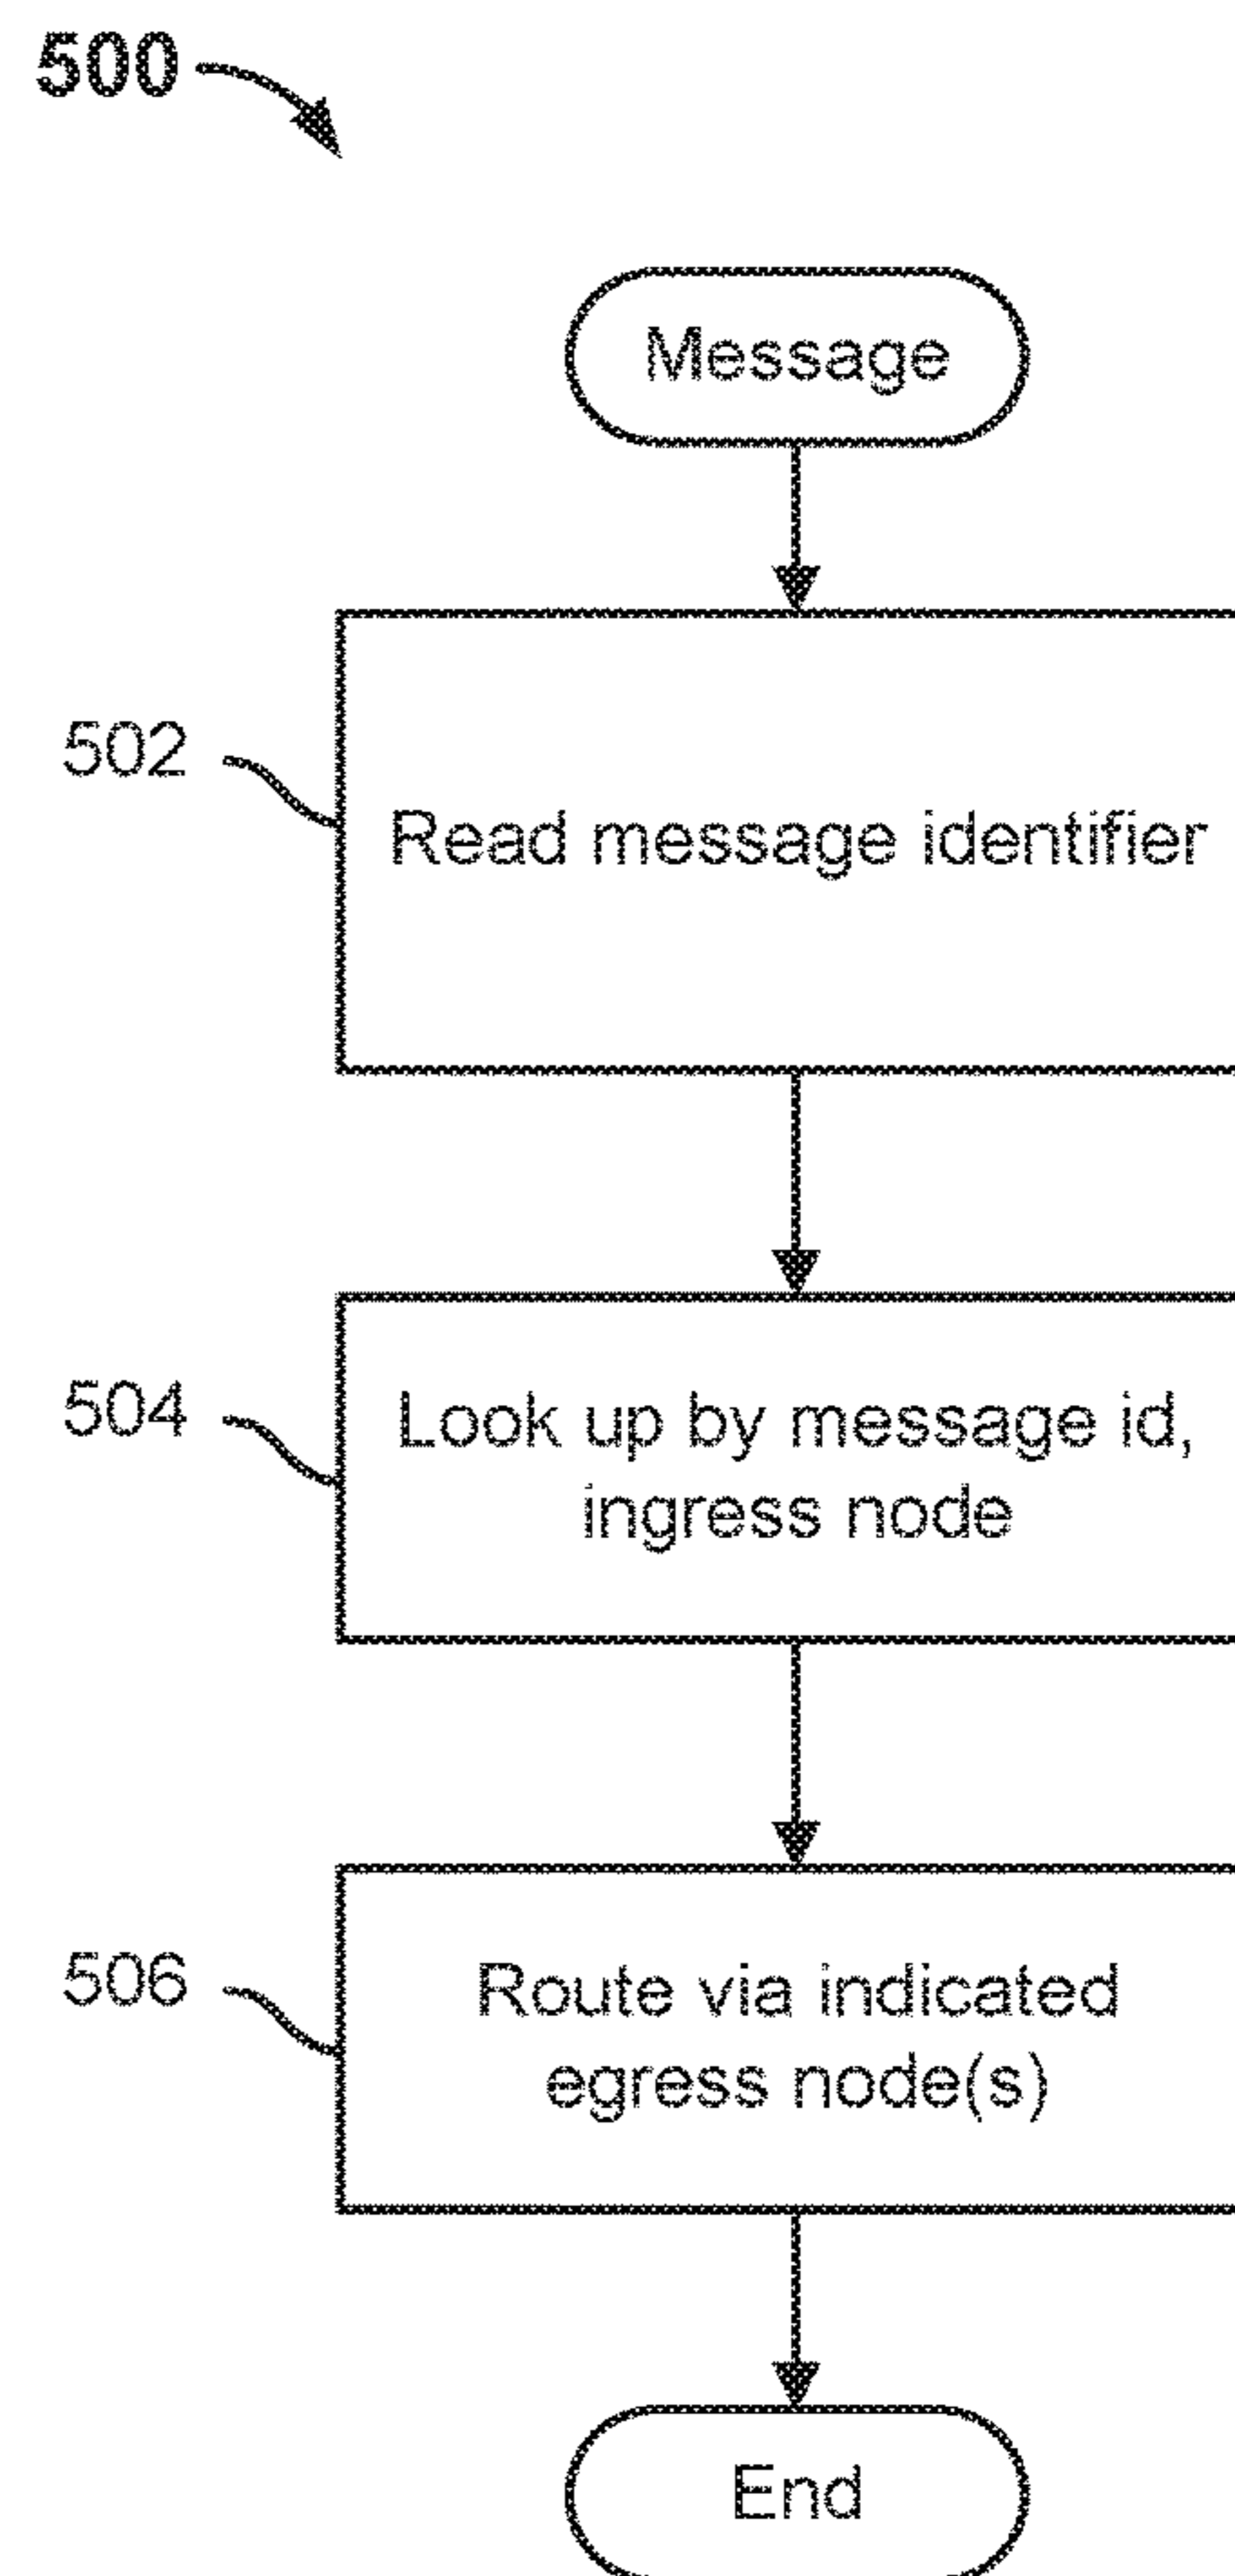 500
Message
502
Read message identifier
504
Look up by message id,
ingress node
506
Route via indicated
egress node(s)
End